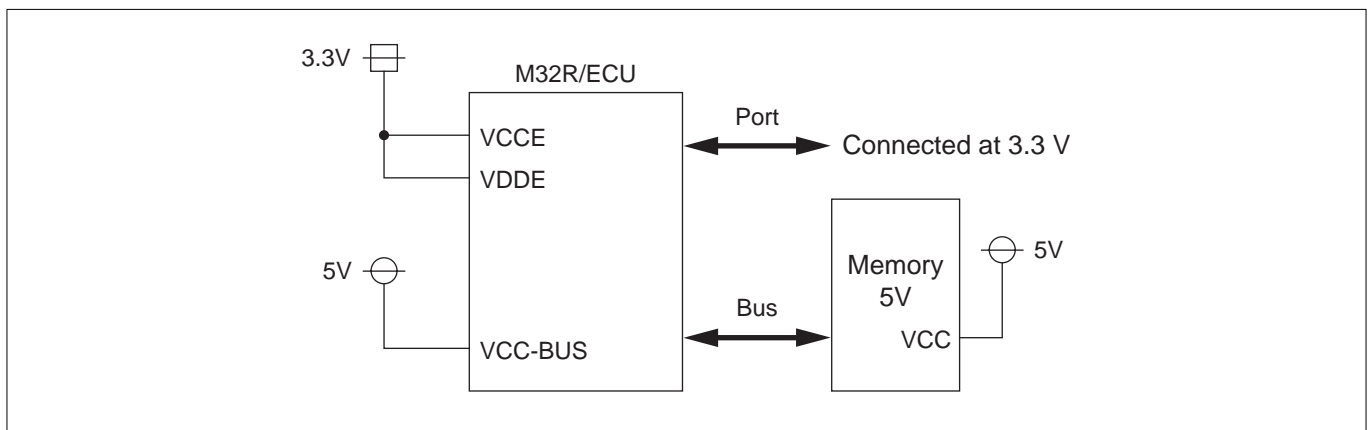 3.3V
M32R/ECU
VCCE
VDDE
Port
Connected at 3.3 V
5V
VCC-BUS
Bus
Memory
5V
VCC
5V